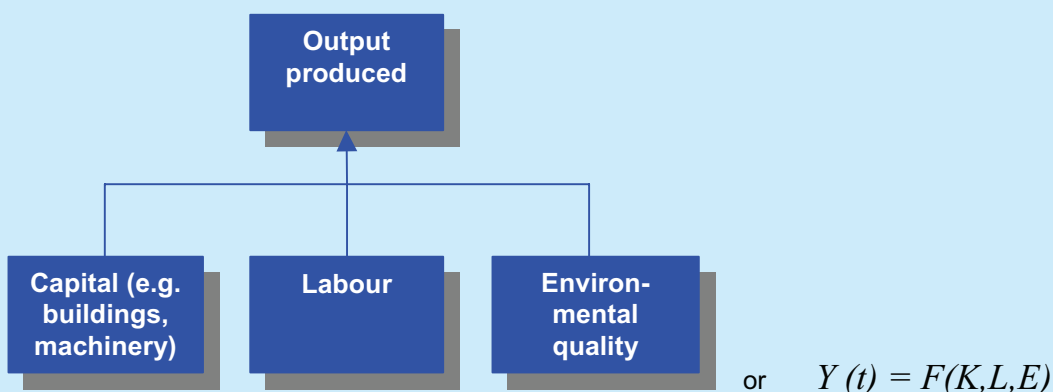 Output
produced
Capital (e.g.
buildings,
machinery)
Labour
Environ-
mental
quality
or Y (t) = F(K,L,E)